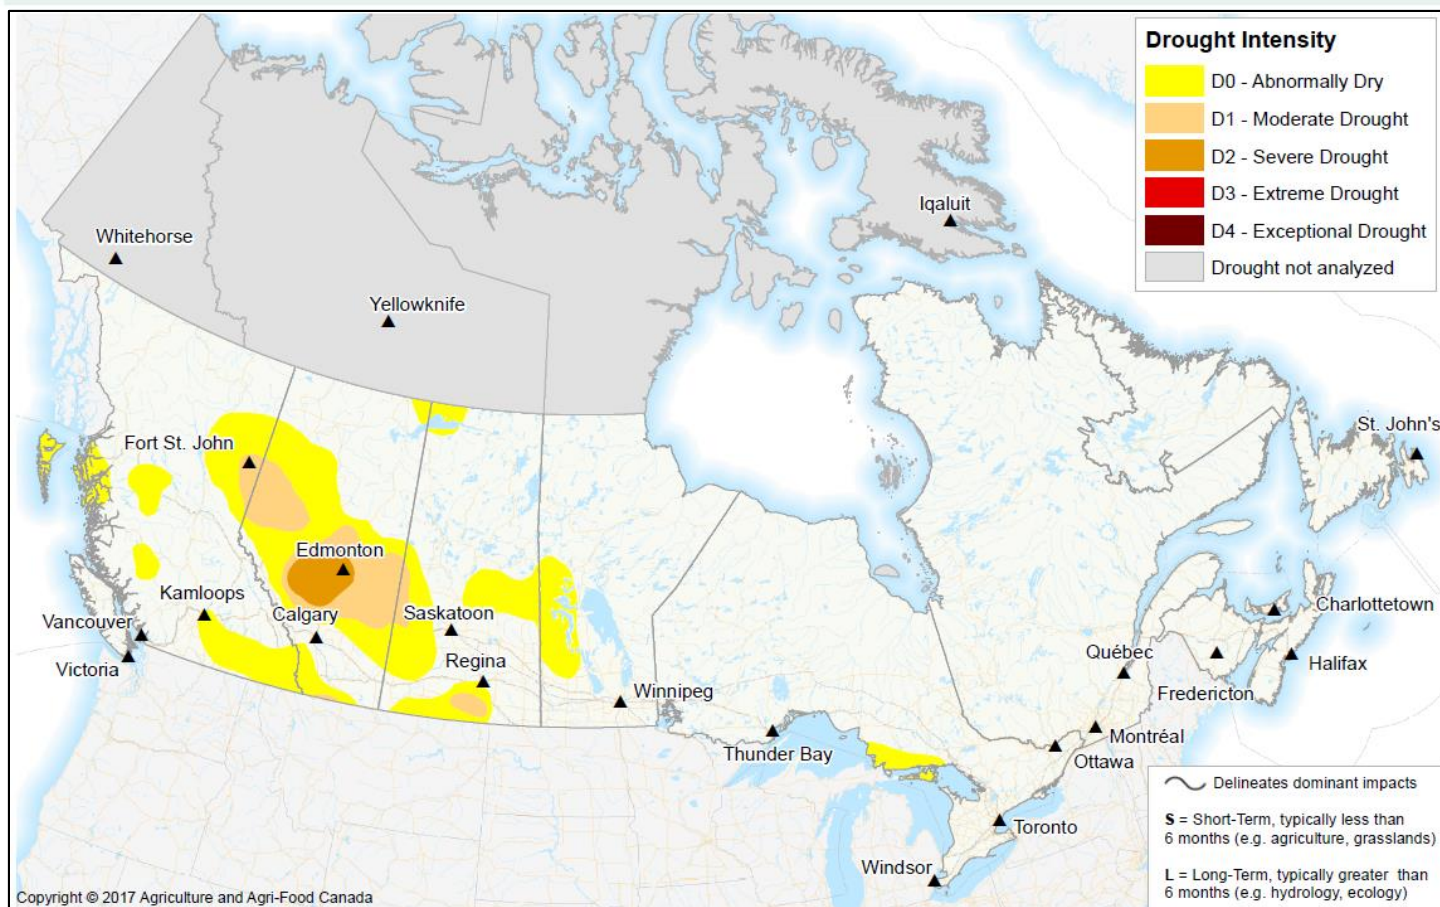 Drought Intensity
D0 - Abnormally Dry
D1 - Moderate Drought
D2 - Severe Drought
D3 - Extreme Drought
D4 - Exceptional Drought
Drought not analyzed
Iqaluit
Whitehorse
Yellowknife
Fort St. John
St. John's
Edmonton
Kamloops
Calgary
Saskatoon
Charlottetown
Vancouver
Victoria
Regina
Québec
Halifax
Winnipeg
Fredericton
Thunder Bay
Montréal
Ottawa
Toronto
Windsor
Delineates dominant impacts
S = Short-Term, typically less than
6 months (e.g. agriculture, grasslands)
L = Long-Term, typically greater than
6 months (e.g. hydrology, ecology)
Copyright © 2017 Agriculture and Agri-Food Canada